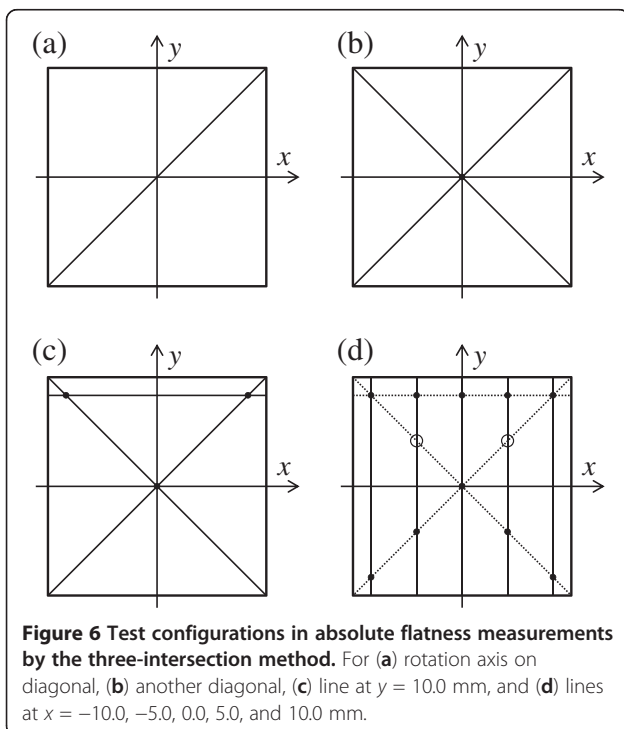 (a)
y
x
(b)
y
x
(c)
y
x
(d)
y
x
Figure 6 Test configurations in absolute flatness measurements
by the three-intersection method. For (a) rotation axis on
diagonal, (b) another diagonal, (c) line at y = 10.0 mm, and (d) lines
at x = −10.0, −5.0, 0.0, 5.0, and 10.0 mm.